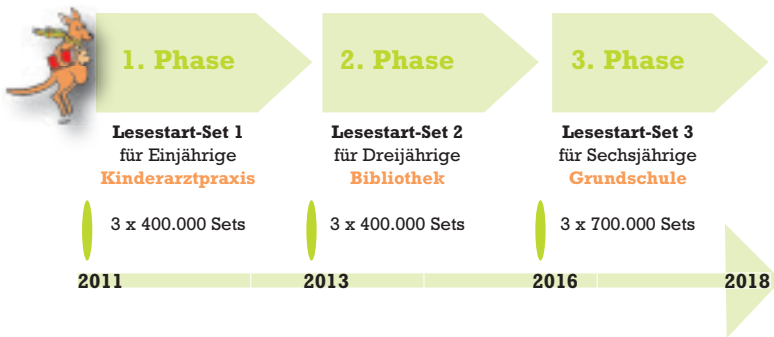 1. Phase
2. Phase
3. Phase
Lesestart-Set 1
für Einjährige
Kinderarztpraxis
Lesestart-Set 2
für Dreijährige
Bibliothek
Lesestart-Set 3
für Sechsjährige
Grundschule
3 x 400.000 Sets
3 x 400.000 Sets
3 x 700.000 Sets
2011
2013
2016
2018